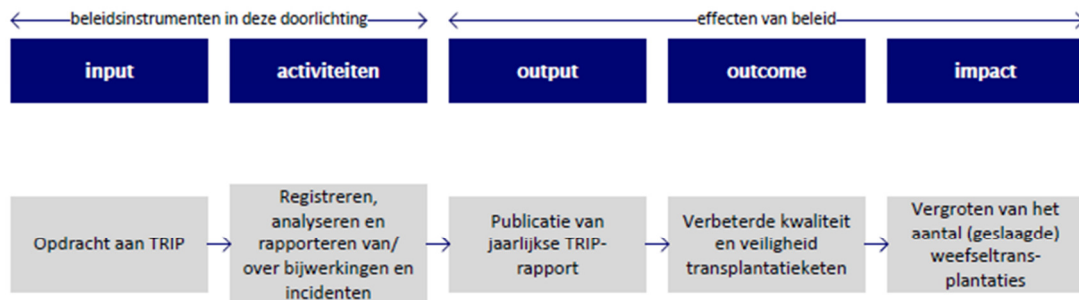 beleidsinstrumenten in deze doorlichting
effecten van beleid
input
activiteiten
output
outcome
impact
Opdracht aan TRIP
Registreren,
analyseren en
rapporteren van/
over bijwerkingen en
incidenten
Publicatie van
jaarlijkse TRIP-
rapport
Verbeterde kwaliteit
en veiligheid
transplantatieketen
Vergroten van het
aantal (geslaagde)
weefseltrans-
plantaties